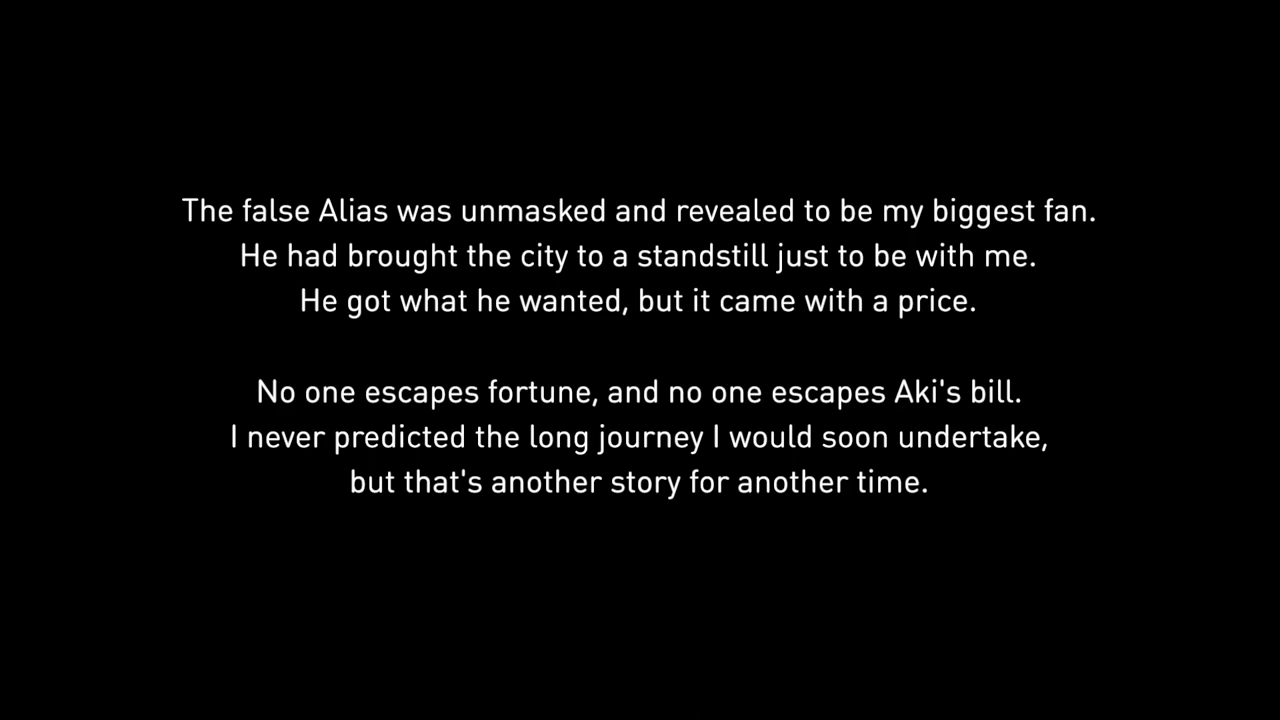 The false Alias was unmasked and revealed to be my biggest fan.
He had brought the city to a standstill just to be with me.
He got what he wanted, but it came with a price.
No one escapes fortune, and no one escapes Aki's bill.
I never predicted the long journey I would soon undertake,
but that's another story for another time.